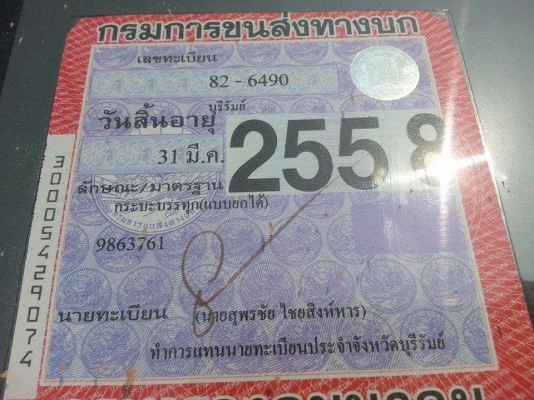 กรมการขนส่งทางบก
เลขทะเบียน
82 - 6490
บุรีรัมย์
วันสิ้นอายุ
31 มี.ค. 2558
ลักษณะ/มาตรฐาน
กระบะบรรทุก(แบบยกได้)
9863761
นายทะเบียน (นายสุพรชัย ไชยสิงห์หาร)
ทำการแทนนายทะเบียนประจำจังหวัดบุรีรัมย์
30005429074